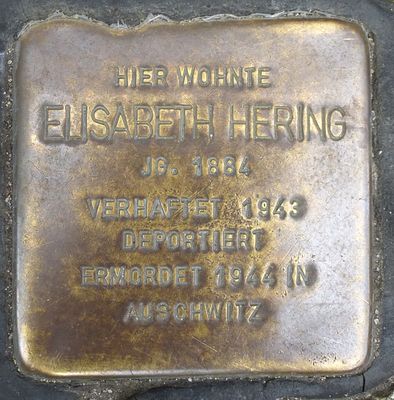 HIER WOHNTE
ELISABETH HERING
JG. 1864
VERHAFTET 1943
DEPORTIERT
ERMORDET 1944 IN
AUSCHWITZ